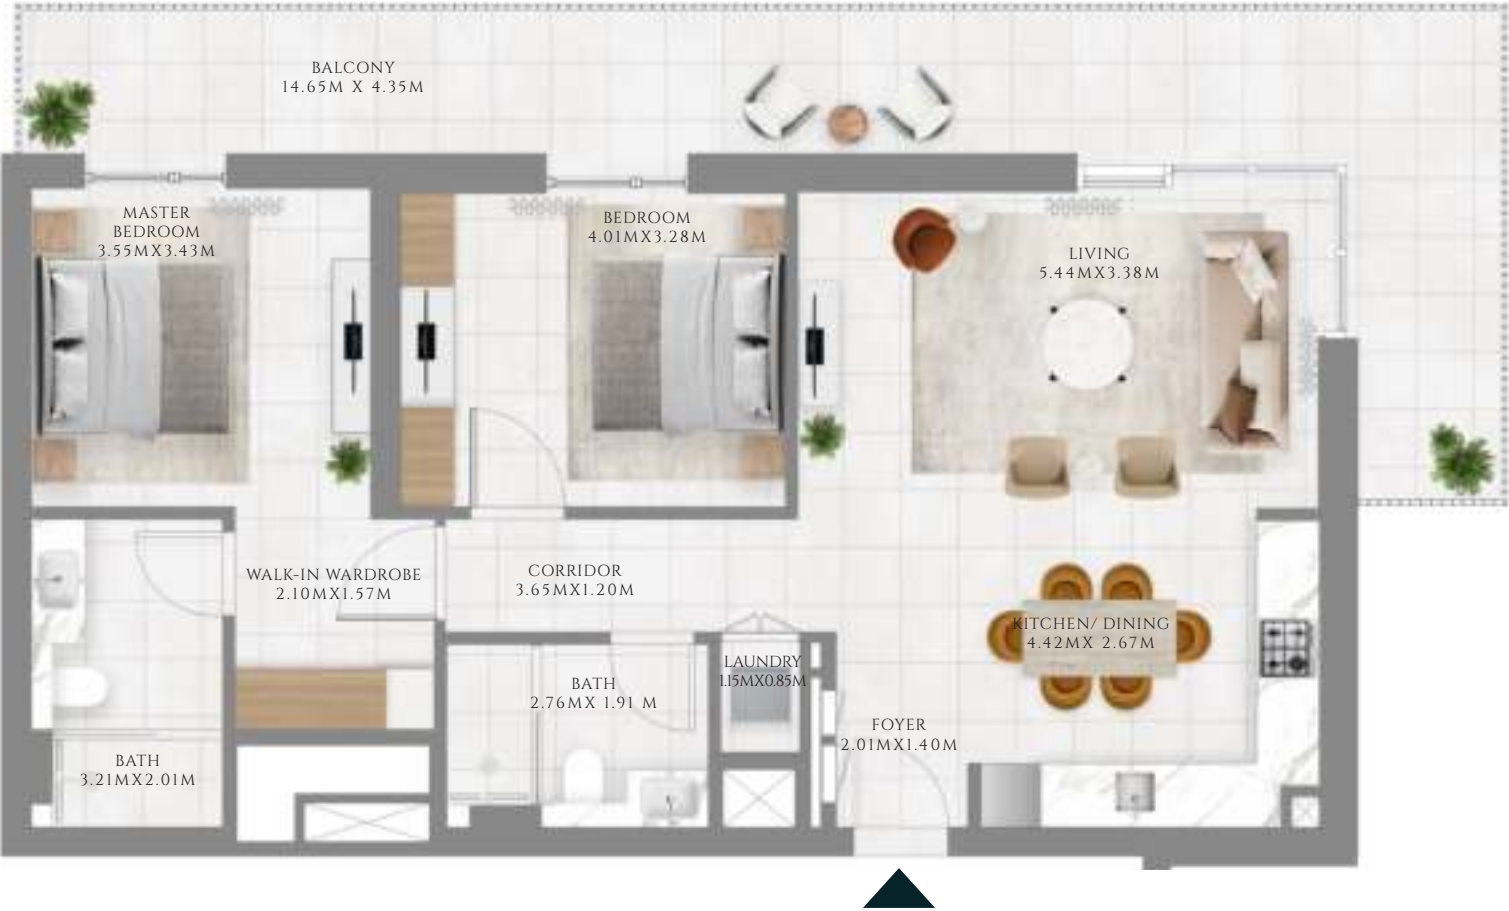 BALCONY
14.65M X 4.35M
MASTER
BEDROOM
3.55MX3.43M
BEDROOM
4.01MX3.28M
LIVING
5.44MX3.38M
WALK-IN WARDROBE
2.10MX1.57M
CORRIDOR
3.65MX1.20M
KITCHEN/ DINING
4.42MX 2.67M
LAUNDRY
1.15MX0.85M
BATH
2.76MX 1.91 M
FOYER
2.01MX1.40M
BATH
3.21MX2.01M